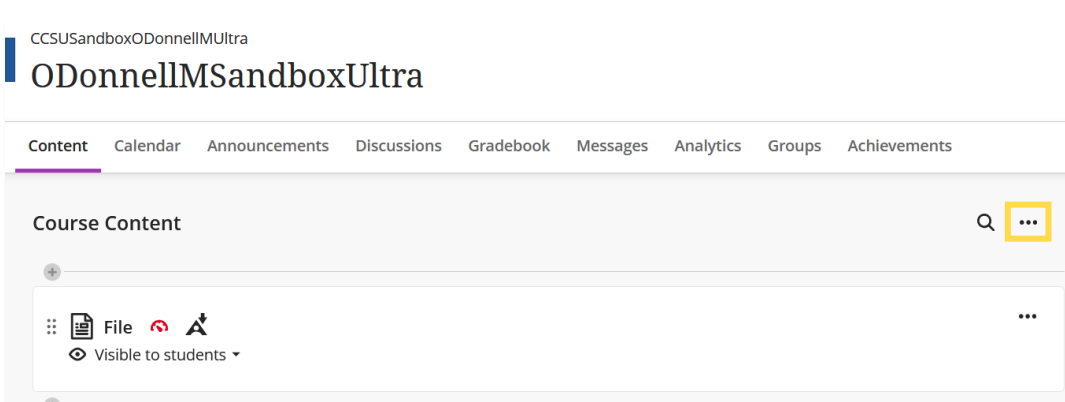 CCSUSandboxODonnellMUltra
ODonnellMSandboxUltra
Content Calendar Announcements Discussions Gradebook Messages Analytics Groups Achievements
Course Content
File
Visible to students